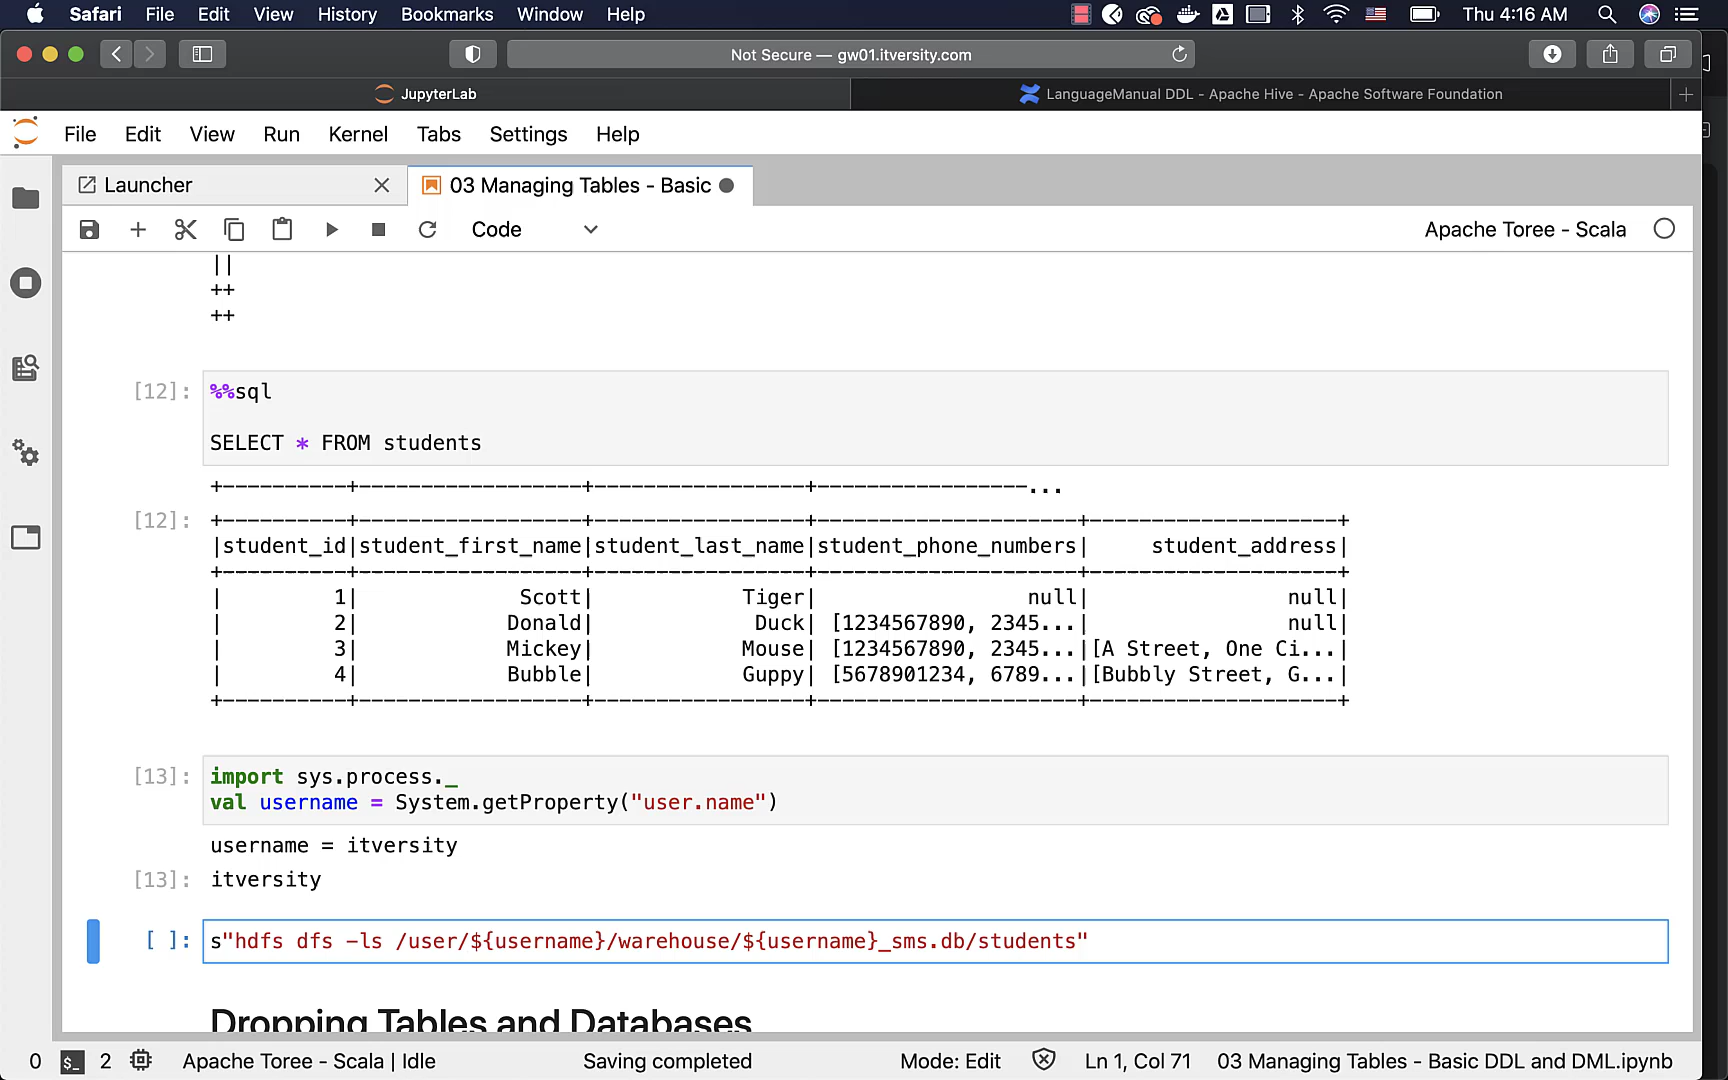 Safari File Edit View History Bookmarks Window Help Thu 4:16 AM
Not Secure — gw01.itversity.com
JupyterLab LanguageManual DDL - Apache Hive - Apache Software Foundation
File Edit View Run Kernel Tabs Settings Help
Launcher 03 Managing Tables - Basic
Code Apache Toree - Scala
||
++
++
[12]: %%sql
SELECT * FROM students
+----------+------------------+-----------------+-----------------...
[12]: +----------+------------------+-----------------+---------------------+--------------------+
|student_id|student_first_name|student_last_name|student_phone_numbers|     student_address|
+----------+------------------+-----------------+---------------------+--------------------+
|         1|             Scott|            Tiger|                 null|                null|
|         2|            Donald|             Duck| [1234567890, 2345...|                null|
|         3|            Mickey|            Mouse| [1234567890, 2345...|[A Street, One Ci...|
|         4|            Bubble|            Guppy| [5678901234, 6789...|[Bubbly Street, G...|
+----------+------------------+-----------------+---------------------+--------------------+
[13]: import sys.process._
val username = System.getProperty("user.name")
username = itversity
[13]: itversity
[ ]: s"hdfs dfs -ls /user/${username}/warehouse/${username}_sms.db/students"
Dropping Tables and Databases
0 $_ 2 Apache Toree - Scala | Idle Saving completed Mode: Edit Ln 1, Col 71 03 Managing Tables - Basic DDL and DML.ipynb